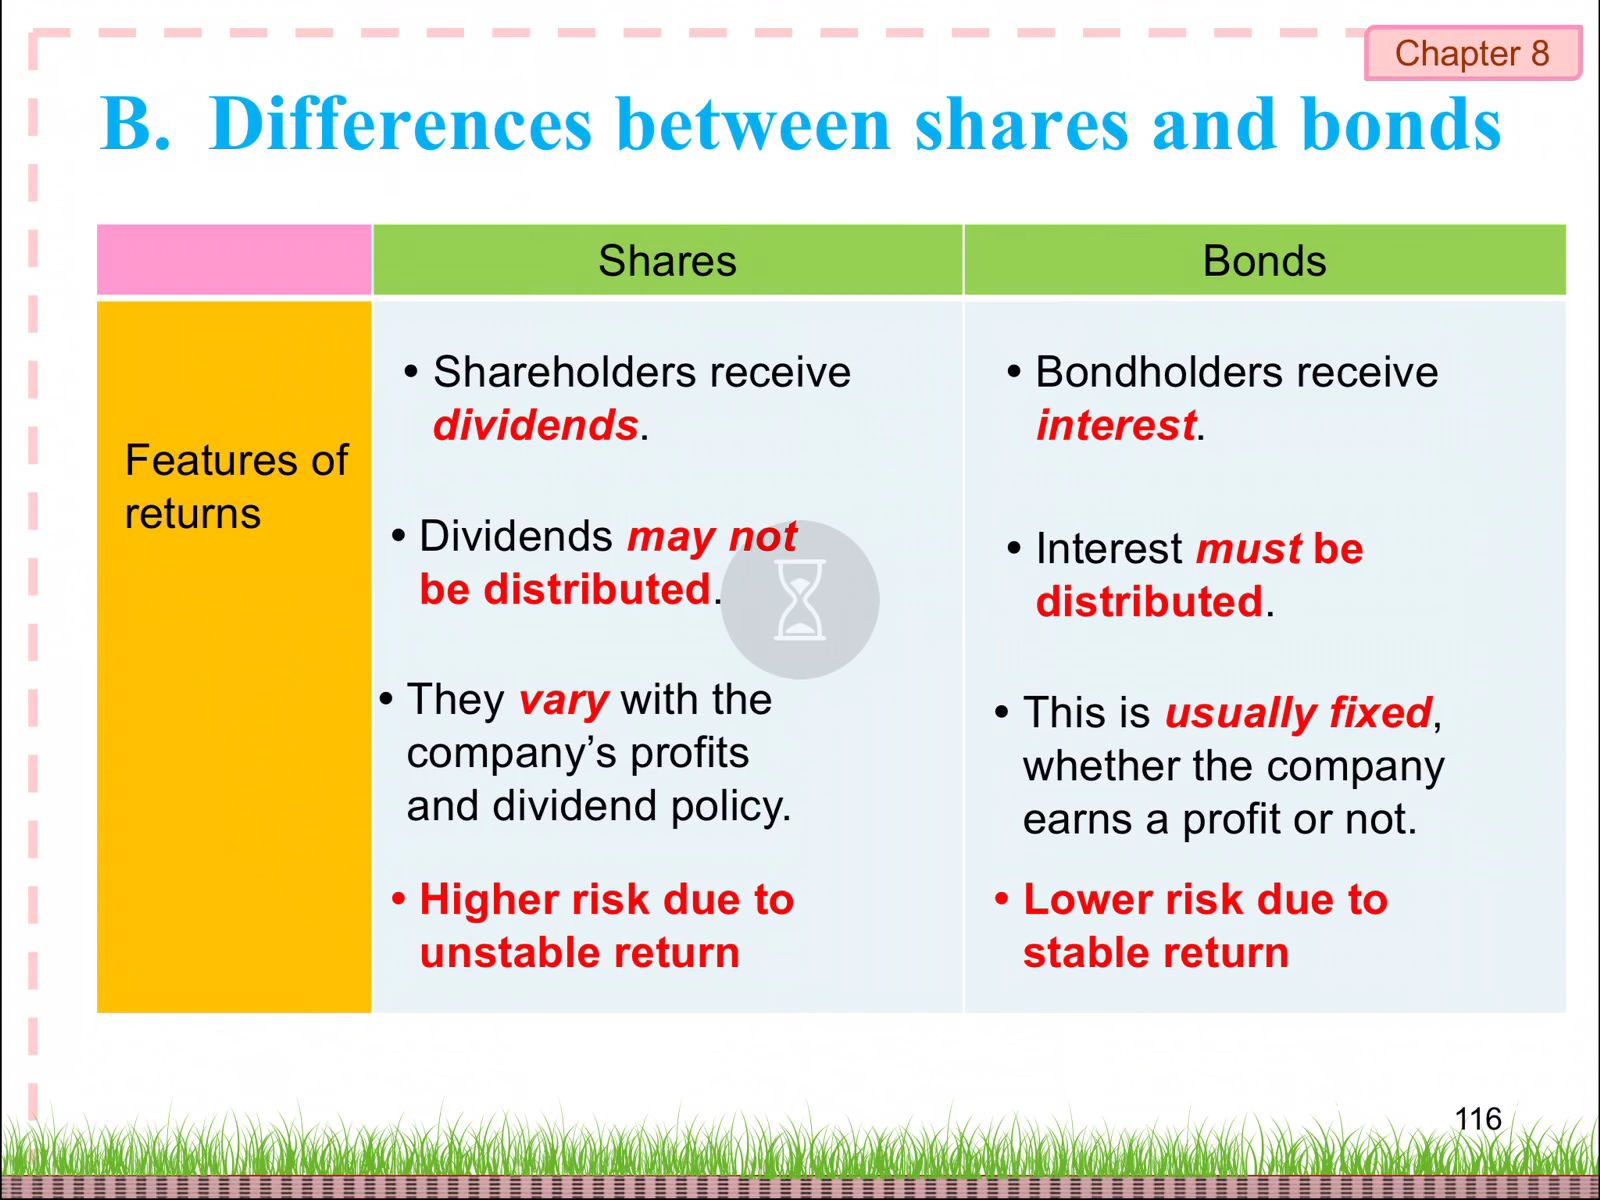 Chapter 8
B. Differences between shares and bonds
Shares
Bonds
Features of
returns
• Shareholders receive
dividends.
• Dividends may not
be distributed.
• They vary with the
company’s profits
and dividend policy.
• Higher risk due to
unstable return
• Bondholders receive
interest.
• Interest must be
distributed.
• This is usually fixed,
whether the company
earns a profit or not.
• Lower risk due to
stable return
116